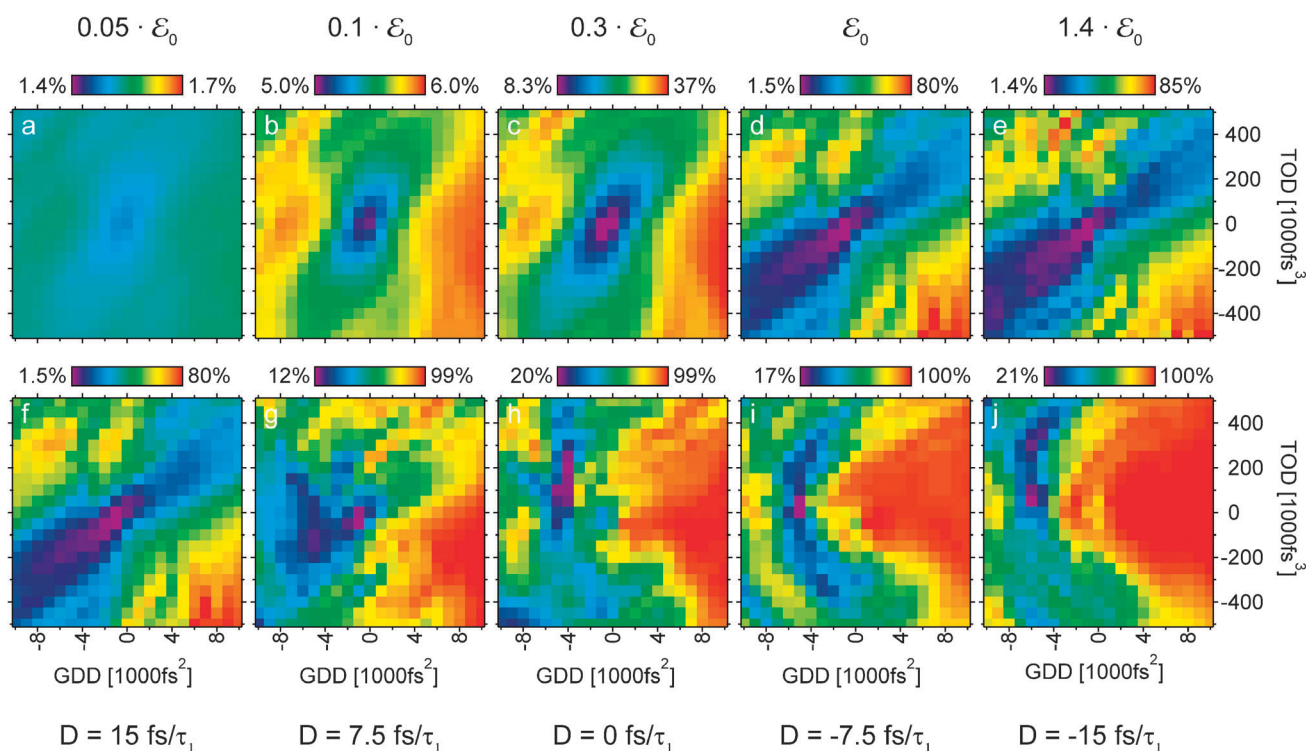 0.05 · ℰ₀ 0.1 · ℰ₀ 0.3 · ℰ₀ ℰ₀ 1.4 · ℰ₀
1.4% 1.7% 5.0% 6.0% 8.3% 37% 1.5% 80% 1.4% 85%
a b c d e
400
200
0
-200
-400
TOD [1000fs³]
1.5% 80% 12% 99% 20% 99% 17% 100% 21% 100%
f g h i j
400
200
0
-200
-400
TOD [1000fs³]
-8 -4 0 4 8 -8 -4 0 4 8 -8 -4 0 4 8 -8 -4 0 4 8 -8 -4 0 4 8
GDD [1000fs²] GDD [1000fs²] GDD [1000fs²] GDD [1000fs²] GDD [1000fs²]
D = 15 fs/τ₁ D = 7.5 fs/τ₁ D = 0 fs/τ₁ D = -7.5 fs/τ₁ D = -15 fs/τ₁